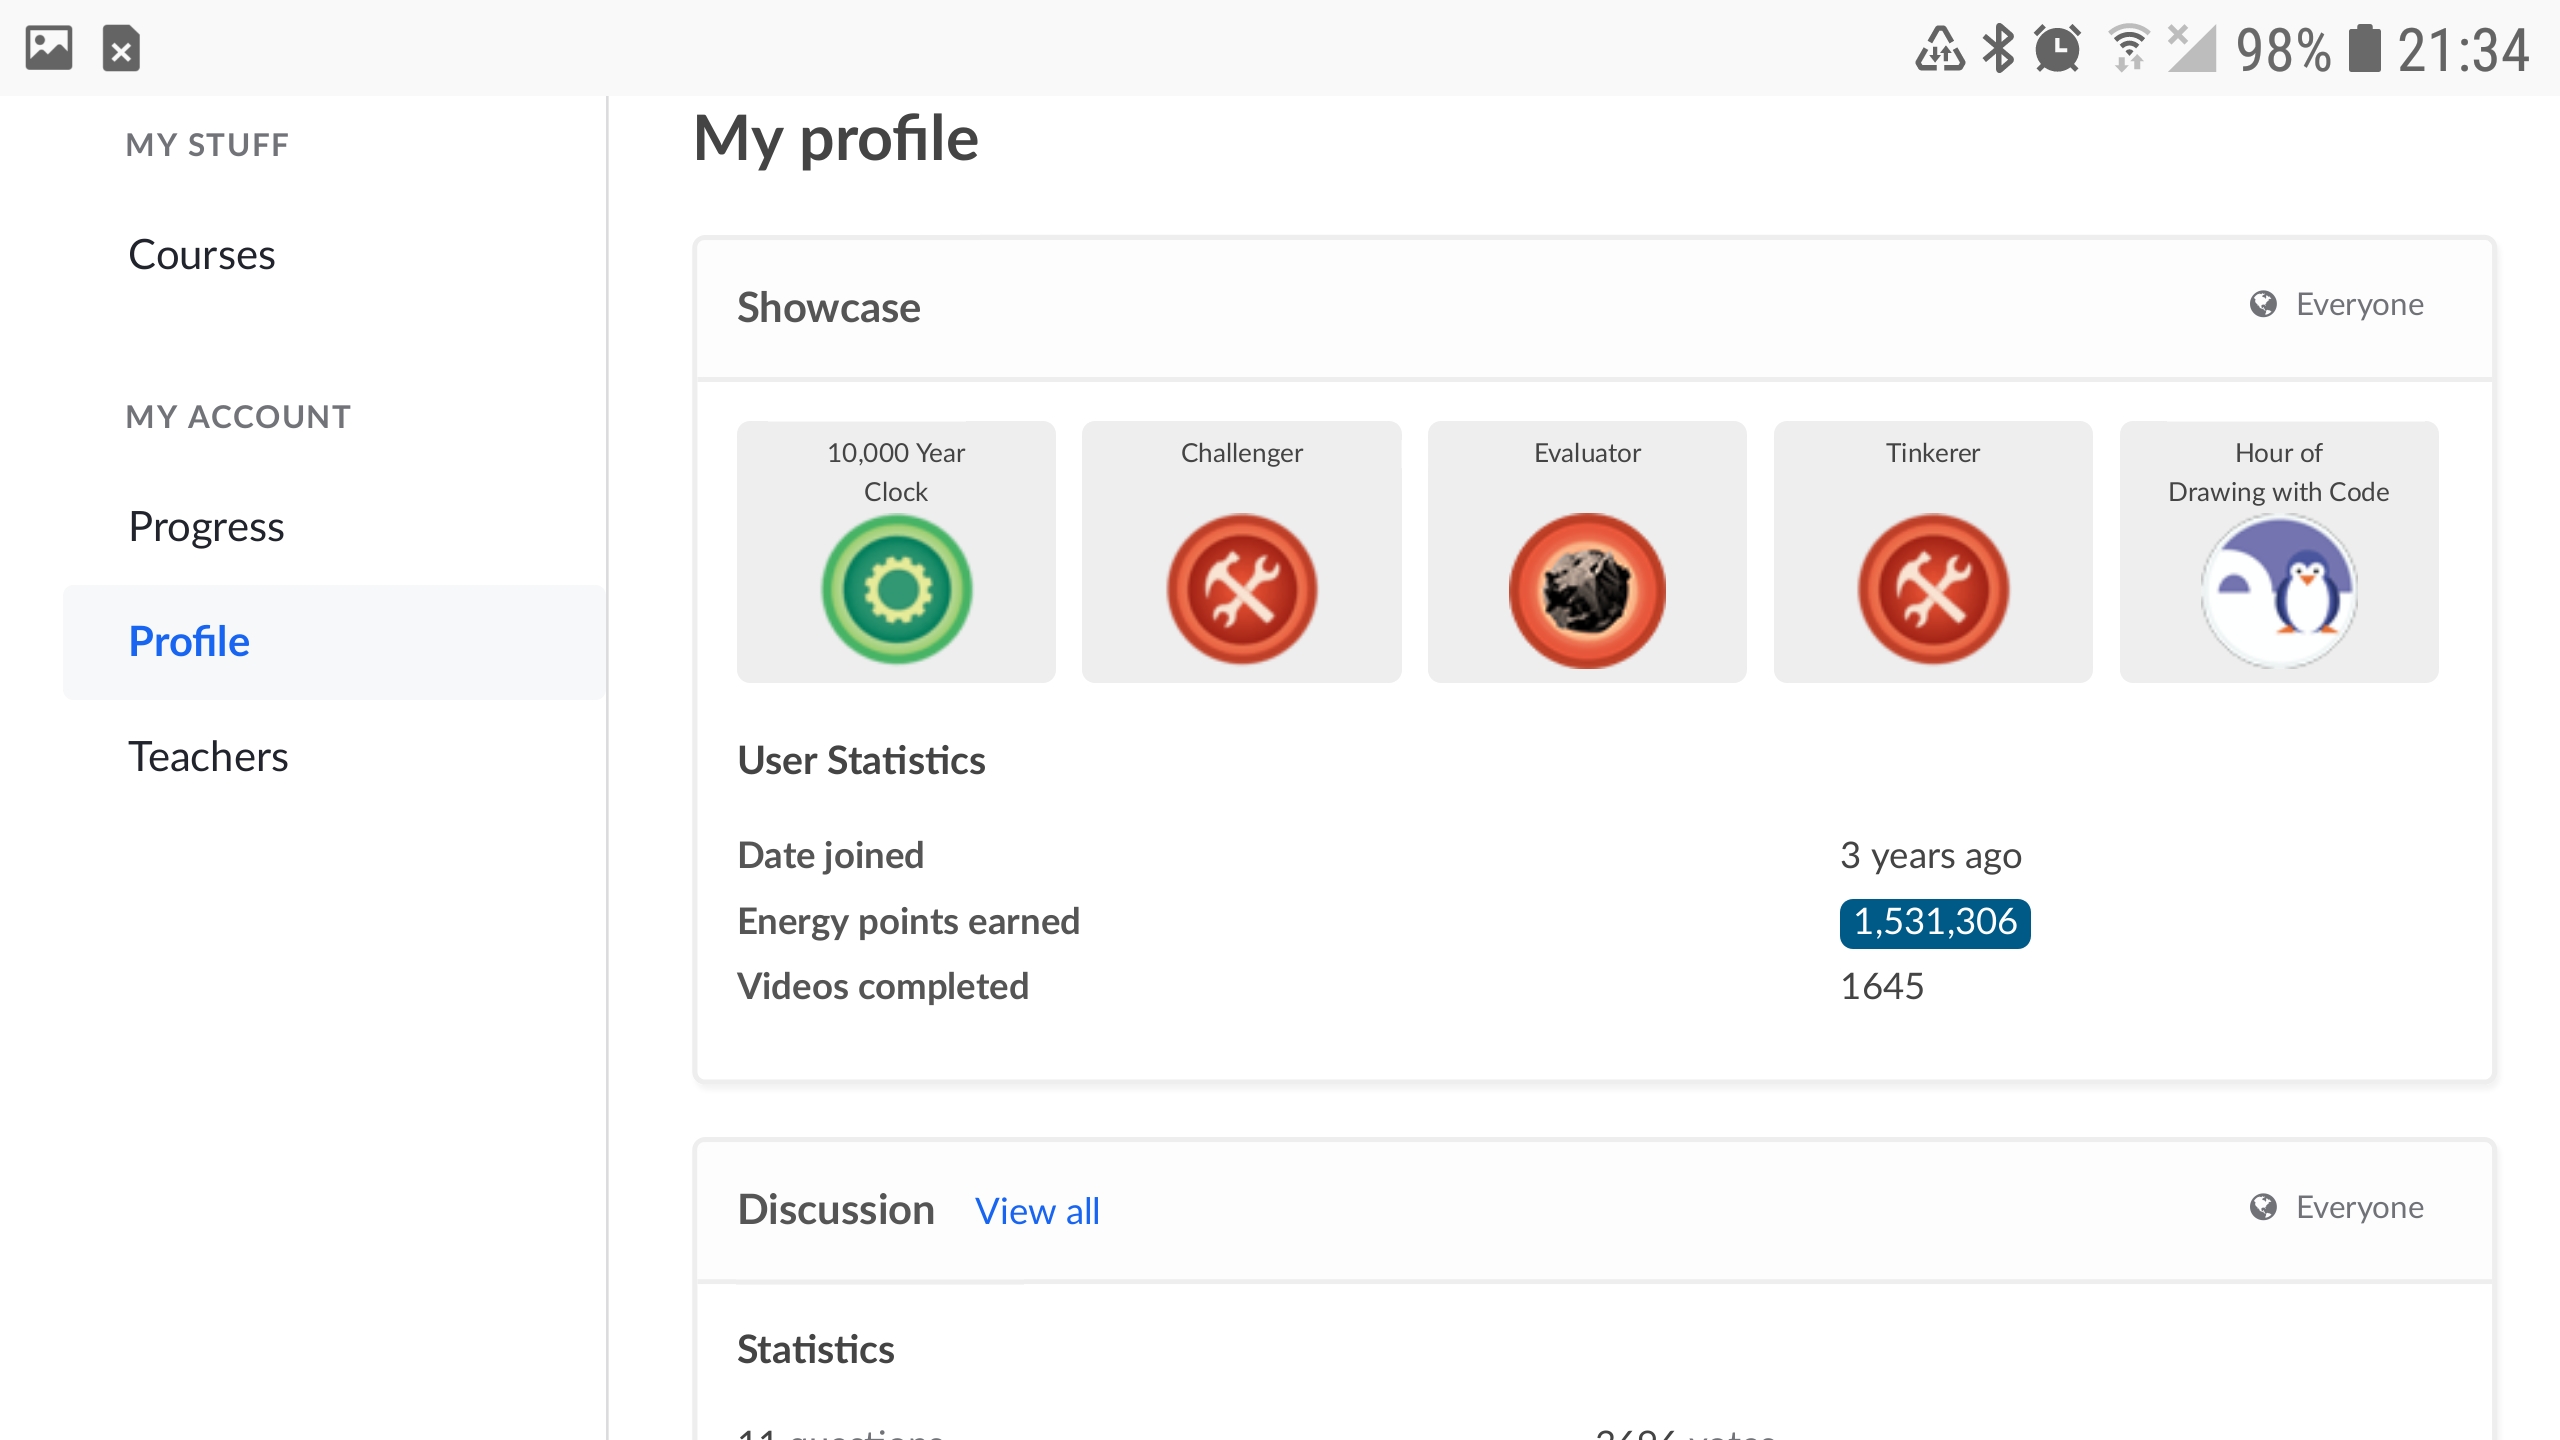 98% 21:34
MY STUFF
Courses
MY ACCOUNT
Progress
Profile
Teachers
My profile
Showcase
Everyone
10,000 Year
Clock
Challenger
Evaluator
Tinkerer
Hour of
Drawing with Code
User Statistics
Date joined 3 years ago
Energy points earned 1,531,306
Videos completed 1645
Discussion View all
Everyone
Statistics
11 questions